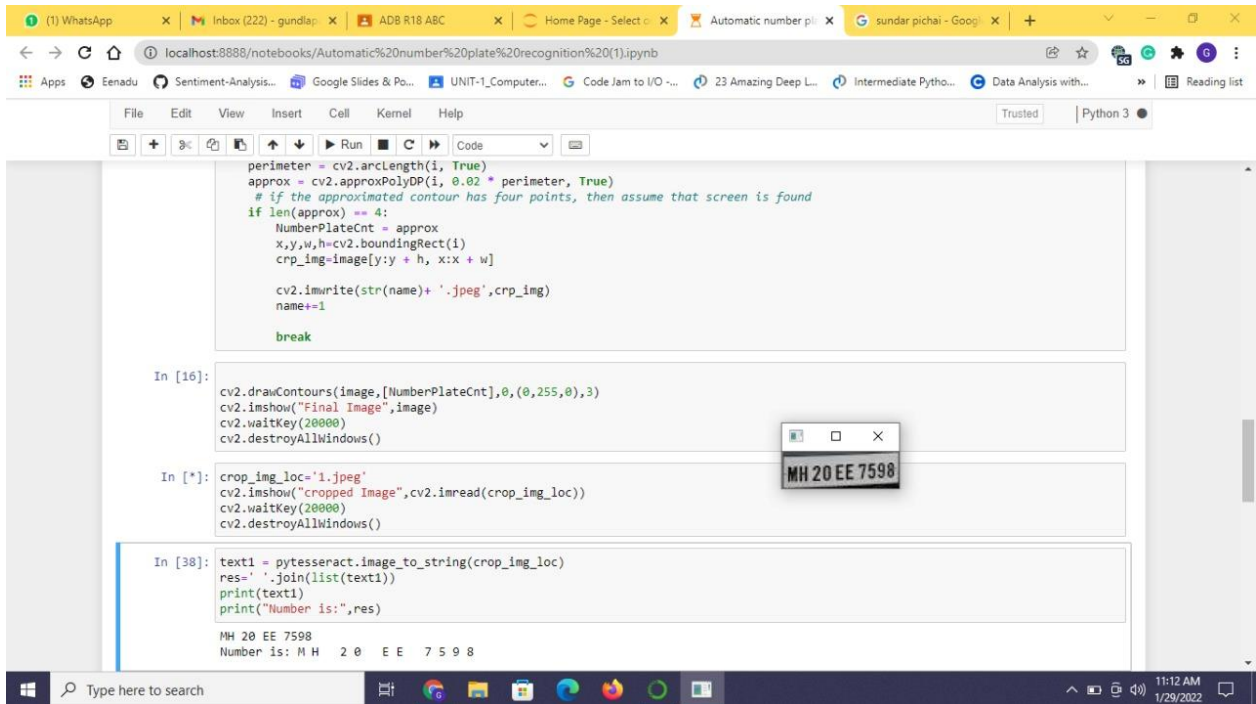 (1) WhatsApp
Inbox (222) - gundlap
ADB R18 ABC
Home Page - Select o
Automatic number pl
sundar pichai - Googl
localhost:8888/notebooks/Automatic%20number%20plate%20recognition%20(1).ipynb
SG
G
Apps
Eenadu
Sentiment-Analysis...
Google Slides & Po...
UNIT-1_Computer...
Code Jam to I/O -...
23 Amazing Deep L...
Intermediate Pytho...
Data Analysis with...
»
Reading list
File Edit View Insert Cell Kernel Help
Trusted
Python 3
Run
Code
perimeter = cv2.arcLength(i, True)
approx = cv2.approxPolyDP(i, 0.02 * perimeter, True)
# if the approximated contour has four points, then assume that screen is found
if len(approx) == 4:
NumberPlateCnt = approx
x,y,w,h=cv2.boundingRect(i)
crp_img=image[y:y + h, x:x + w]
cv2.imwrite(str(name)+ '.jpeg',crp_img)
name+=1
break
In [16]:
cv2.drawContours(image,[NumberPlateCnt],0,(0,255,0),3)
cv2.imshow("Final Image",image)
cv2.waitKey(20000)
cv2.destroyAllWindows()
MH 20 EE 7598
In [*]: crop_img_loc='1.jpeg'
cv2.imshow("cropped Image",cv2.imread(crop_img_loc))
cv2.waitKey(20000)
cv2.destroyAllWindows()
In [38]: text1 = pytesseract.image_to_string(crop_img_loc)
res=' '.join(list(text1))
print(text1)
print("Number is:",res)
MH 20 EE 7598
Number is: M H   2 0   E E   7 5 9 8
Type here to search
11:12 AM
1/29/2022